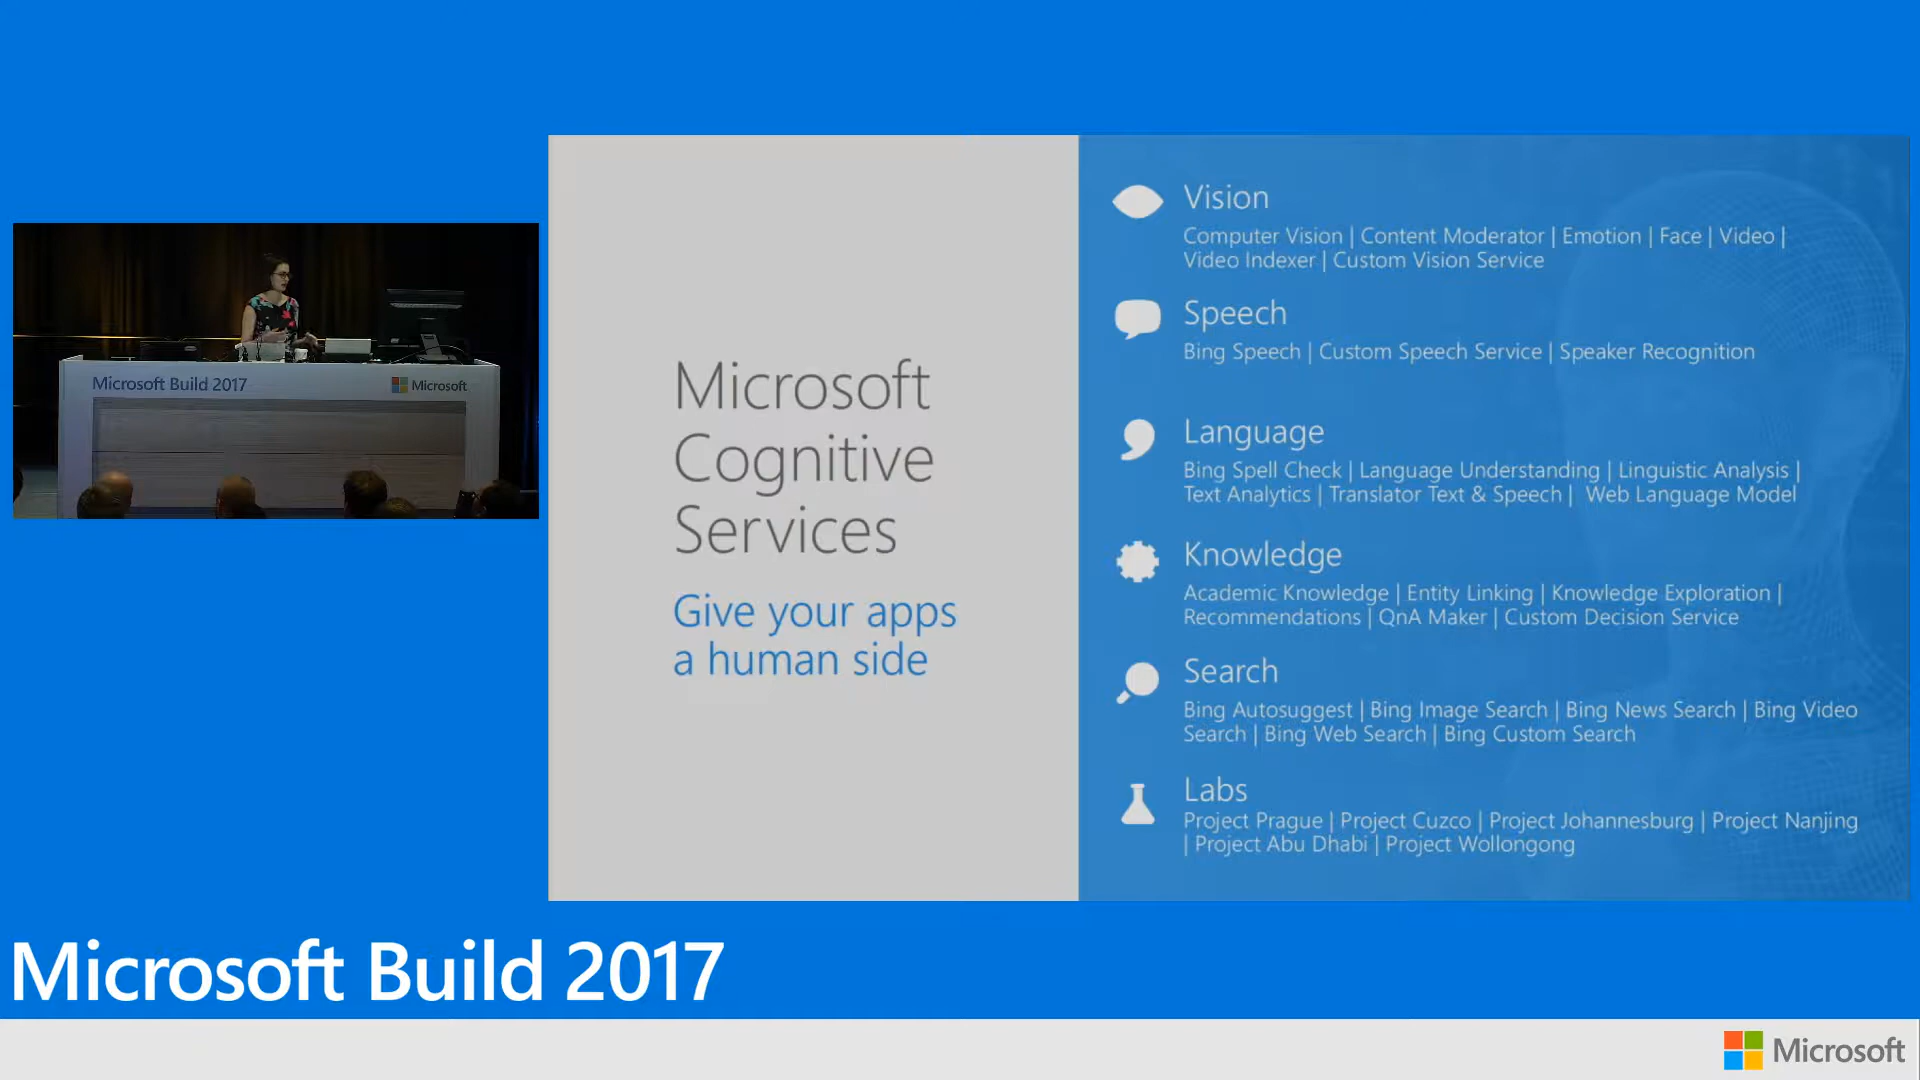 Microsoft Build 2017
Microsoft
Microsoft
Cognitive
Services
Give your apps
a human side
Vision
Computer Vision | Content Moderator | Emotion | Face | Video |
Video Indexer | Custom Vision Service
Speech
Bing Speech | Custom Speech Service | Speaker Recognition
Language
Bing Spell Check | Language Understanding | Linguistic Analysis |
Text Analytics | Translator Text & Speech | Web Language Model
Knowledge
Academic Knowledge | Entity Linking | Knowledge Exploration |
Recommendations | QnA Maker | Custom Decision Service
Search
Bing Autosuggest | Bing Image Search | Bing News Search | Bing Video
Search | Bing Web Search | Bing Custom Search
Labs
Project Prague | Project Cuzco | Project Johannesburg | Project Nanjing
| Project Abu Dhabi | Project Wollongong
Microsoft Build 2017
Microsoft